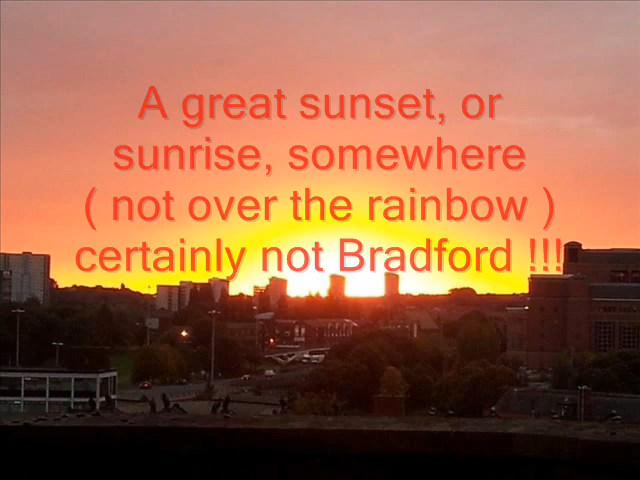 A great sunset, or
sunrise, somewhere
( not over the rainbow )
certainly not Bradford !!!